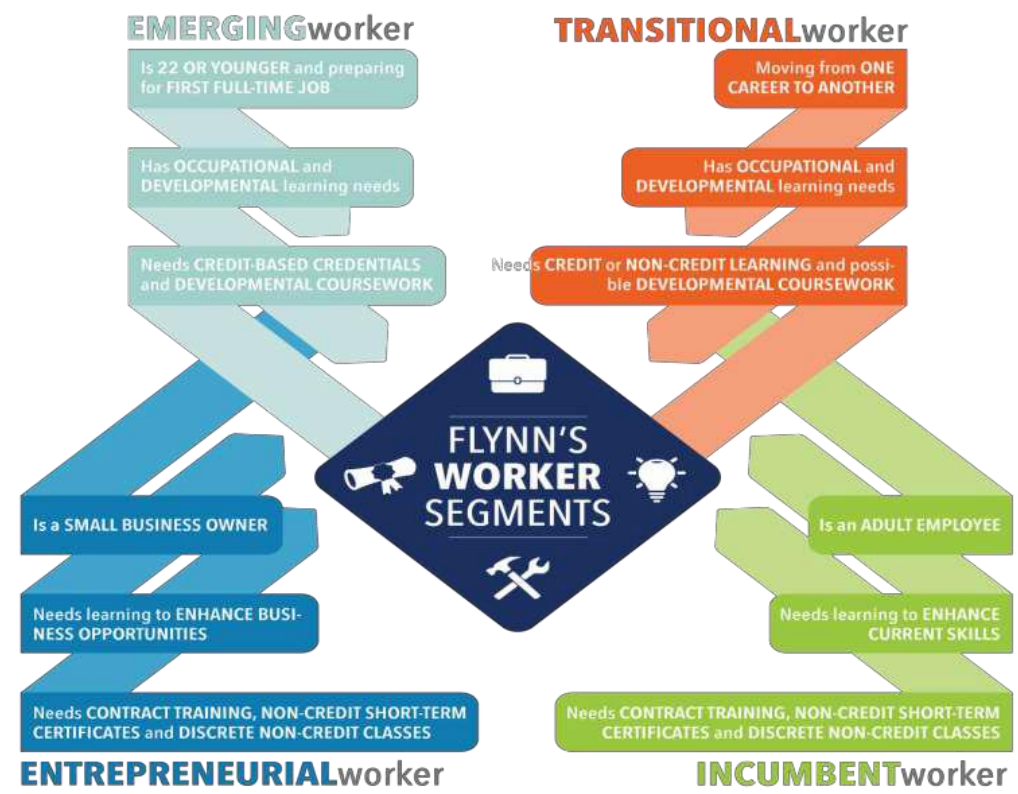 EMERGINGworker
Is 22 OR YOUNGER and preparing
for FIRST FULL-TIME JOB
Has OCCUPATIONAL and
DEVELOPMENTAL learning needs
Needs CREDIT-BASED CREDENTIALS
and DEVELOPMENTAL COURSEWORK
TRANSITIONALworker
Moving from ONE
CAREER TO ANOTHER
Has OCCUPATIONAL and
DEVELOPMENTAL learning needs
Needs CREDIT or NON-CREDIT LEARNING and possi-
ble DEVELOPMENTAL COURSEWORK
FLYNN'S
WORKER
SEGMENTS
Is a SMALL BUSINESS OWNER
Needs learning to ENHANCE BUSI-
NESS OPPORTUNITIES
Needs CONTRACT TRAINING, NON-CREDIT SHORT-TERM
CERTIFICATES and DISCRETE NON-CREDIT CLASSES
ENTREPRENEURIALworker
Is an ADULT EMPLOYEE
Needs learning to ENHANCE
CURRENT SKILLS
Needs CONTRACT TRAINING, NON-CREDIT SHORT-TERM
CERTIFICATES and DISCRETE NON-CREDIT CLASSES
INCUMBENTworker